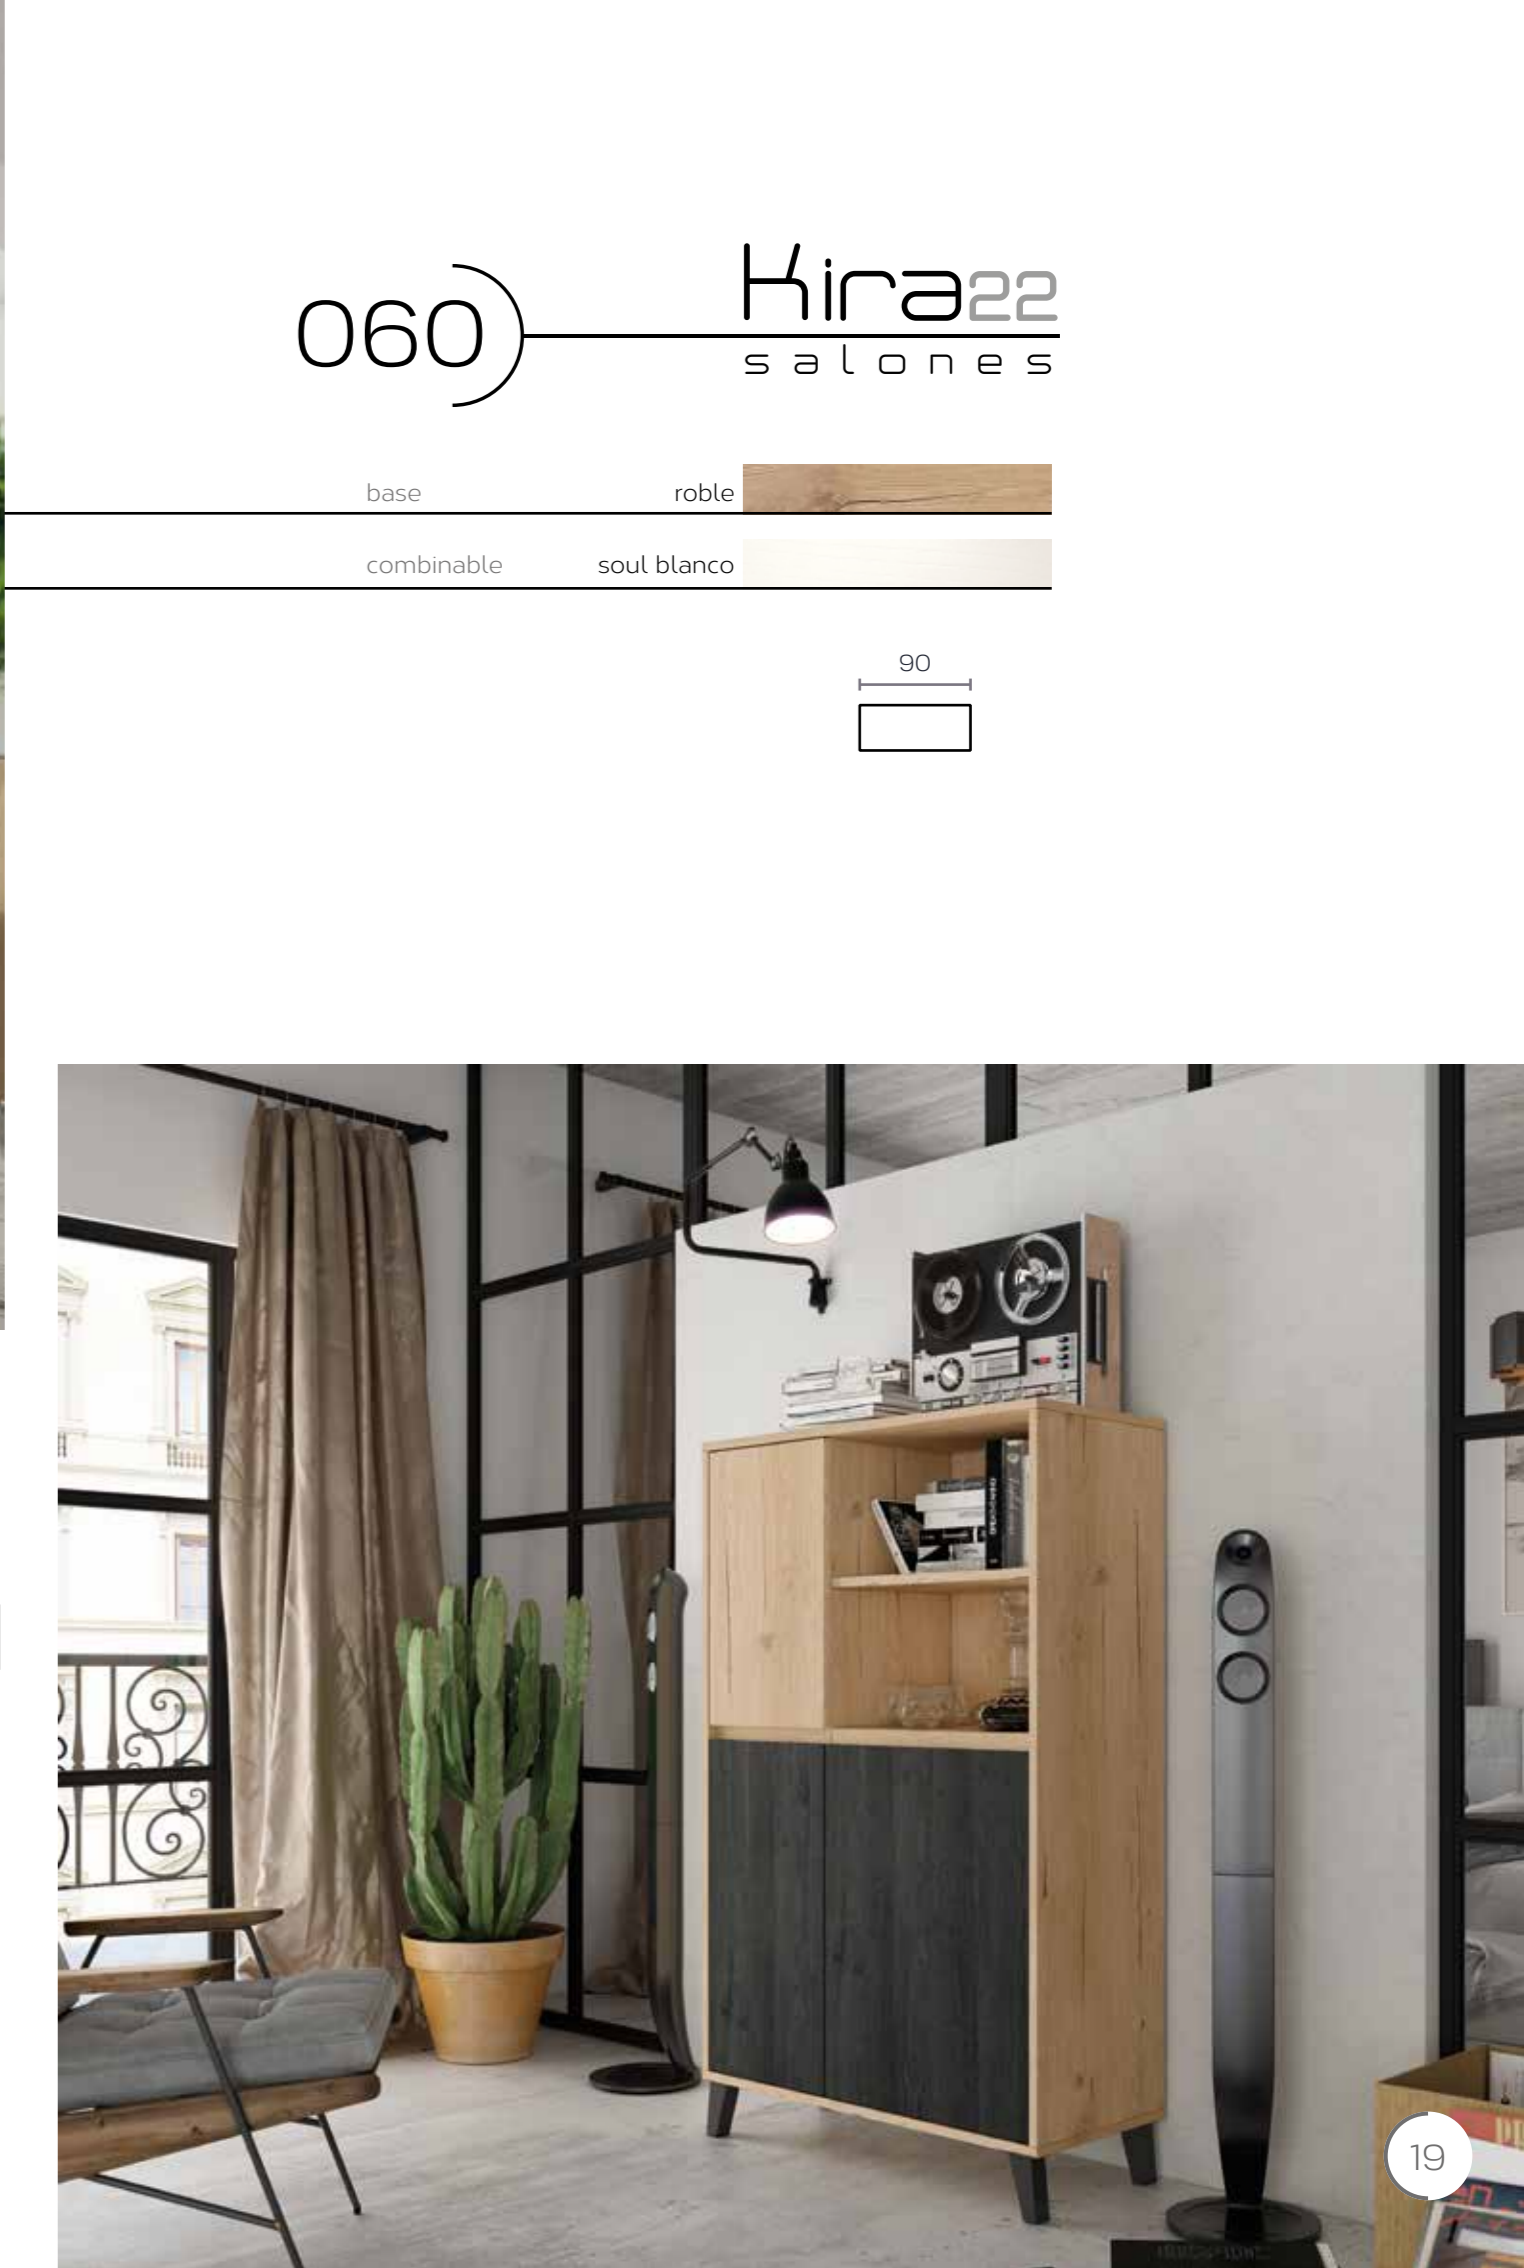 060
Kira22
salones
base roble
combinable soul blanco
90
19